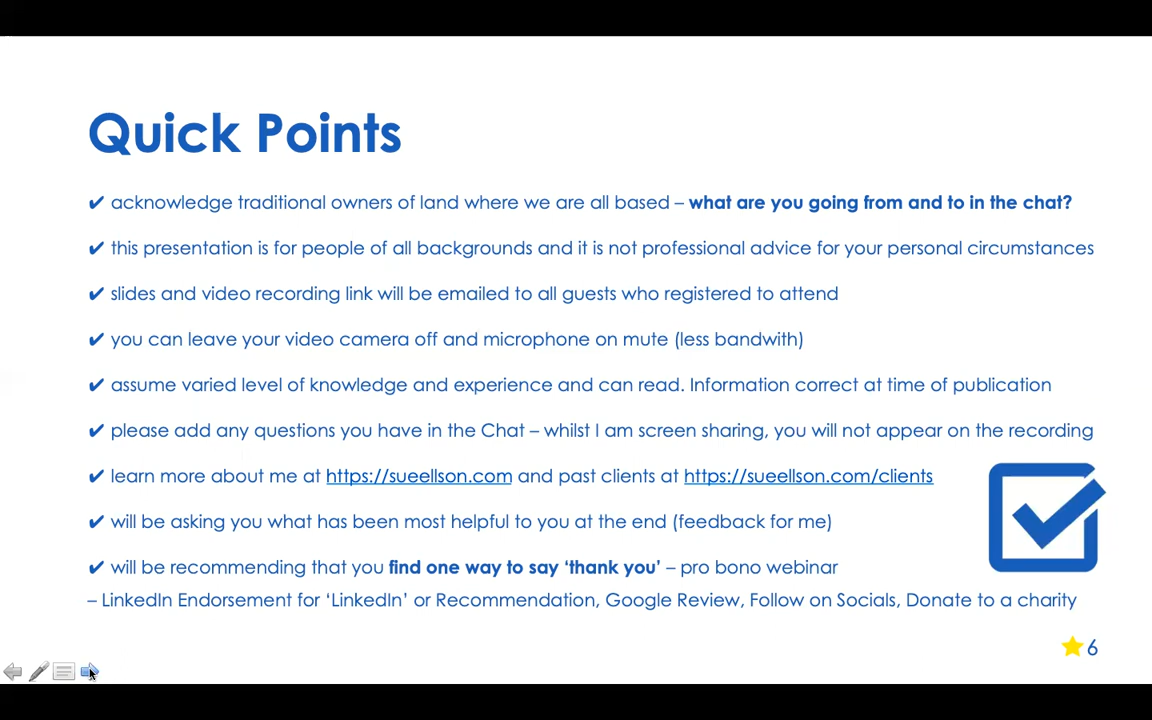 Quick Points
✔ acknowledge traditional owners of land where we are all based – what are you going from and to in the chat?
✔ this presentation is for people of all backgrounds and it is not professional advice for your personal circumstances
✔ slides and video recording link will be emailed to all guests who registered to attend
✔ you can leave your video camera off and microphone on mute (less bandwith)
✔ assume varied level of knowledge and experience and can read. Information correct at time of publication
✔ please add any questions you have in the Chat – whilst I am screen sharing, you will not appear on the recording
✔ learn more about me at https://sueellson.com and past clients at https://sueellson.com/clients
✔ will be asking you what has been most helpful to you at the end (feedback for me)
✔ will be recommending that you find one way to say ‘thank you’ – pro bono webinar
– LinkedIn Endorsement for ‘LinkedIn’ or Recommendation, Google Review, Follow on Socials, Donate to a charity
6